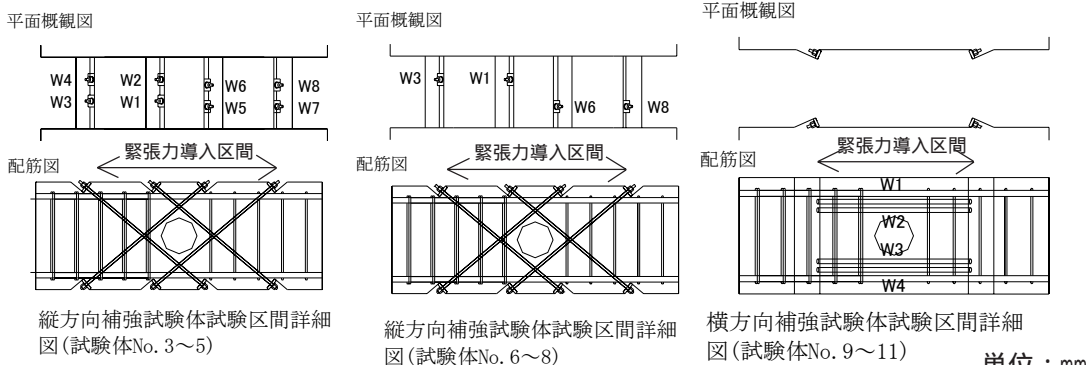 平面概観図
W4
W3
W2
W1
W6
W5
W8
W7
配筋図
緊張力導入区間
縦方向補強試験体試験区間詳細
図(試験体No.3～5)
平面概観図
W3
W1
W6
W8
配筋図
緊張力導入区間
縦方向補強試験体試験区間詳細
図(試験体No.6～8)
平面概観図
配筋図
緊張力導入区間
W1
W2
W3
W4
横方向補強試験体試験区間詳細
図(試験体No.9～11)
単位：mm